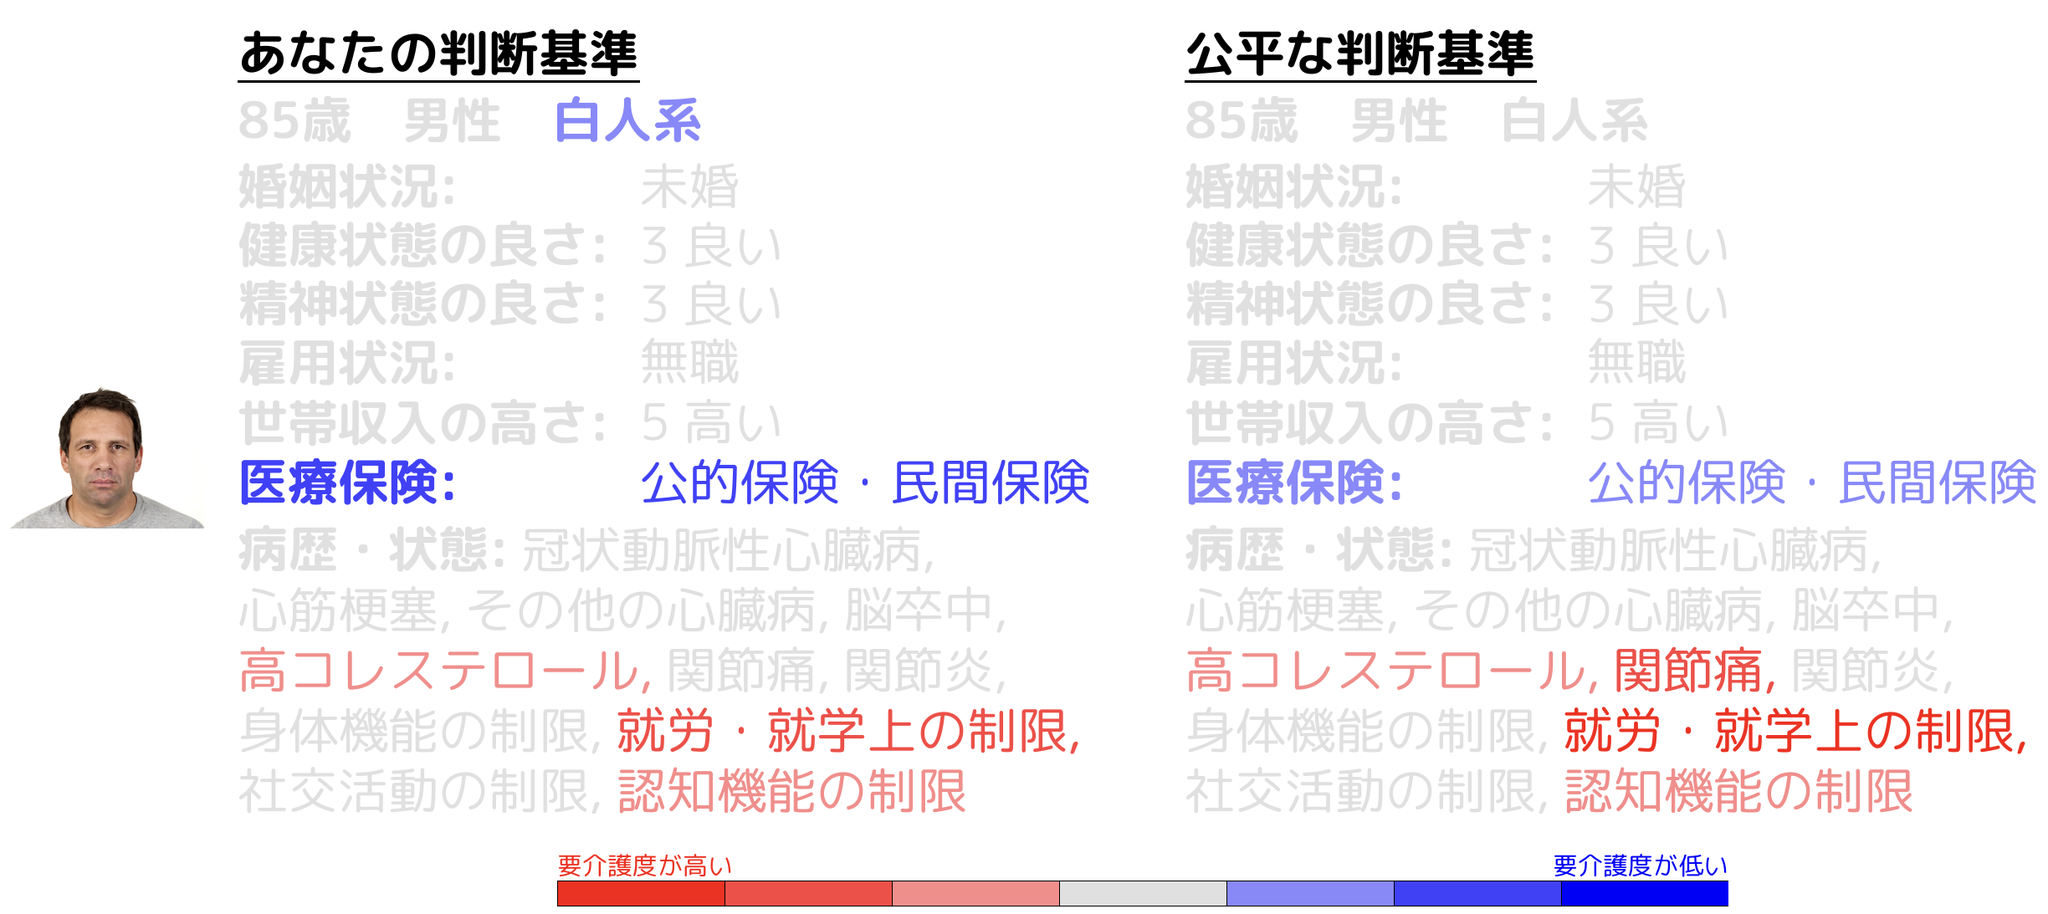 あなたの判断基準
85歳 男性 白人系
婚姻状況: 未婚
健康状態の良さ: 3 良い
精神状態の良さ: 3 良い
雇用状況: 無職
世帯収入の高さ: 5 高い
医療保険: 公的保険・民間保険
病歴・状態: 冠状動脈性心臓病,
心筋梗塞, その他の心臓病, 脳卒中,
高コレステロール, 関節痛, 関節炎,
身体機能の制限, 就労・就学上の制限,
社交活動の制限, 認知機能の制限
公平な判断基準
85歳 男性 白人系
婚姻状況: 未婚
健康状態の良さ: 3 良い
精神状態の良さ: 3 良い
雇用状況: 無職
世帯収入の高さ: 5 高い
医療保険: 公的保険・民間保険
病歴・状態: 冠状動脈性心臓病,
心筋梗塞, その他の心臓病, 脳卒中,
高コレステロール, 関節痛, 関節炎,
身体機能の制限, 就労・就学上の制限,
社交活動の制限, 認知機能の制限
要介護度が高い
要介護度が低い